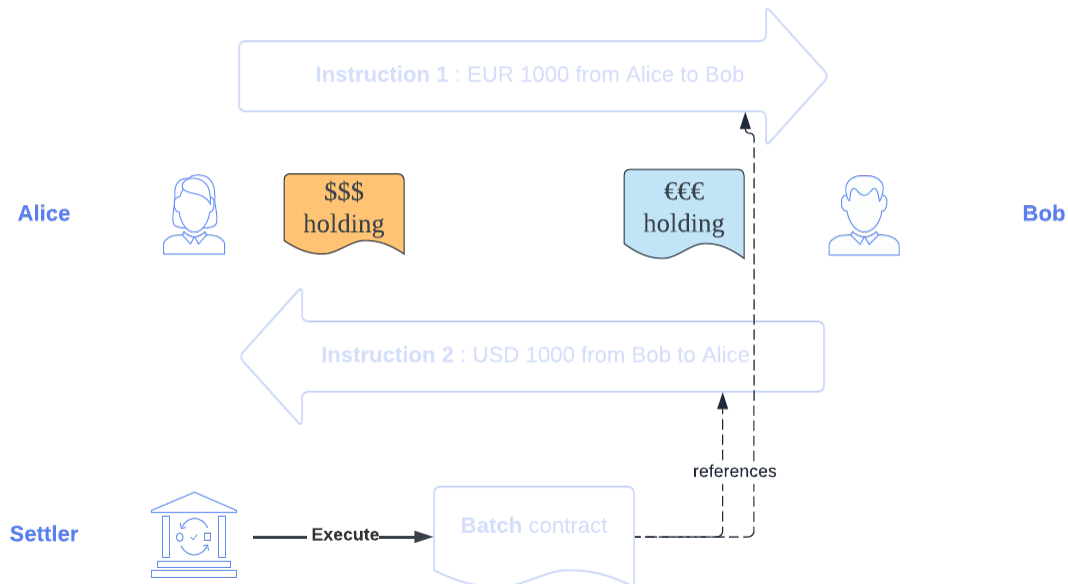 Instruction 1 : EUR 1000 from Alice to Bob
$$$
holding
€€€
holding
Alice
Bob
Instruction 2 : USD 1000 from Bob to Alice
references
Settler
Execute
Batch contract